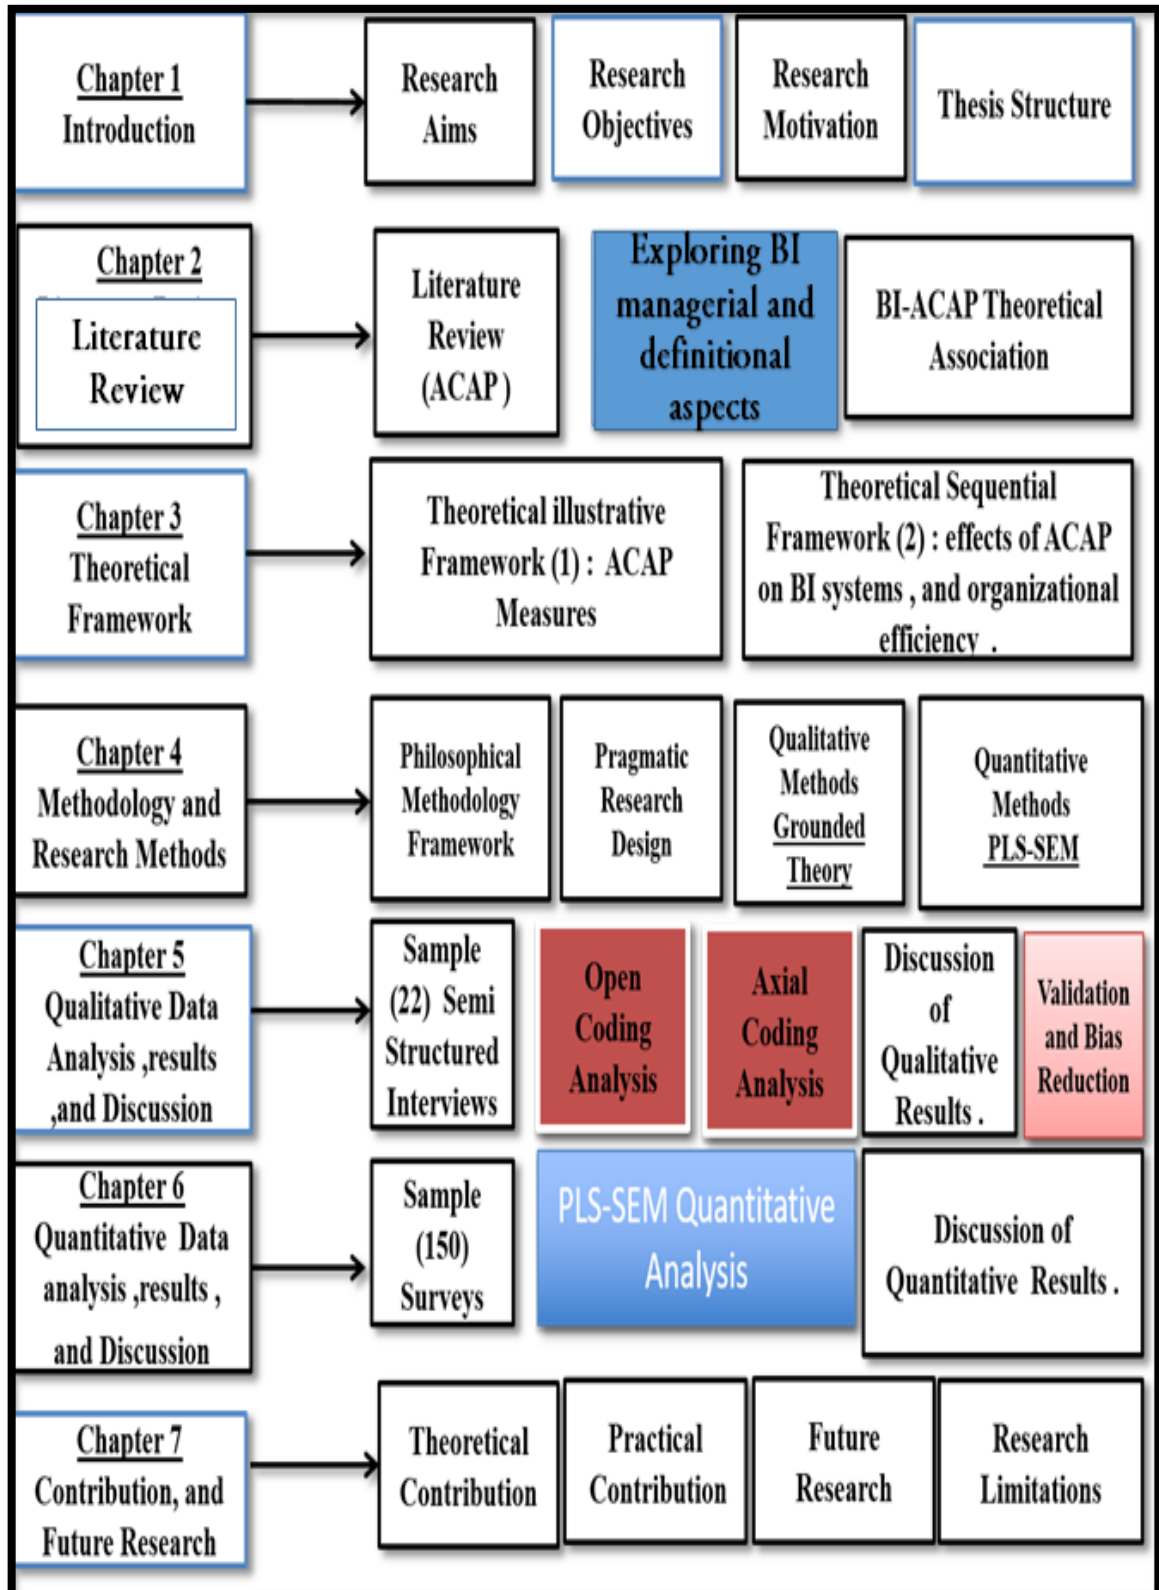 Chapter 1
Introduction
Research
Aims
Research
Objectives
Research
Motivation
Thesis Structure
Chapter 2
Literature
Review
Literature
Review
(ACAP )
Exploring BI
managerial and
definitional
aspects
BI-ACAP Theoretical
Association
Chapter 3
Theoretical
Framework
Theoretical illustrative
Framework (1) : ACAP
Measures
Theoretical Sequential
Framework (2) : effects of ACAP
on BI systems , and organizational
efficiency .
Chapter 4
Methodology and
Research Methods
Philosophical
Methodology
Framework
Pragmatic
Research
Design
Qualitative
Methods
Grounded
Theory
Quantitative
Methods
PLS-SEM
Chapter 5
Qualitative Data
Analysis ,results
,and Discussion
Sample
(22) Semi
Structured
Interviews
Open
Coding
Analysis
Axial
Coding
Analysis
Discussion
of
Qualitative
Results .
Validation
and Bias
Reduction
Chapter 6
Quantitative Data
analysis ,results ,
and Discussion
Sample
(150)
Surveys
PLS-SEM Quantitative
Analysis
Discussion of
Quantitative Results .
Chapter 7
Contribution, and
Future Research
Theoretical
Contribution
Practical
Contribution
Future
Research
Research
Limitations